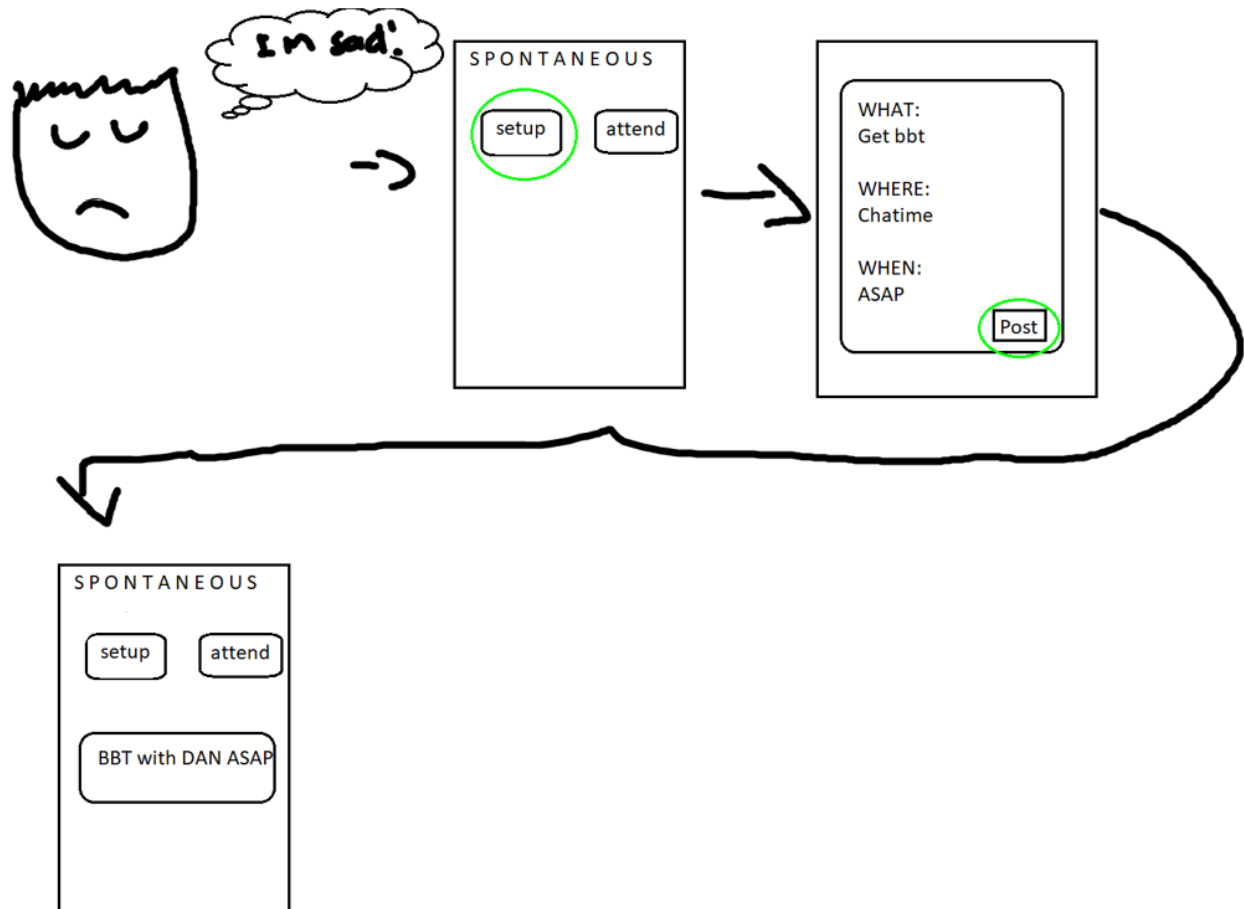 I'm sad.
SPONTANEOUS
setup
attend
WHAT:
Get bbt
WHERE:
Chatime
WHEN:
ASAP
Post
SPONTANEOUS
setup
attend
BBT with DAN ASAP